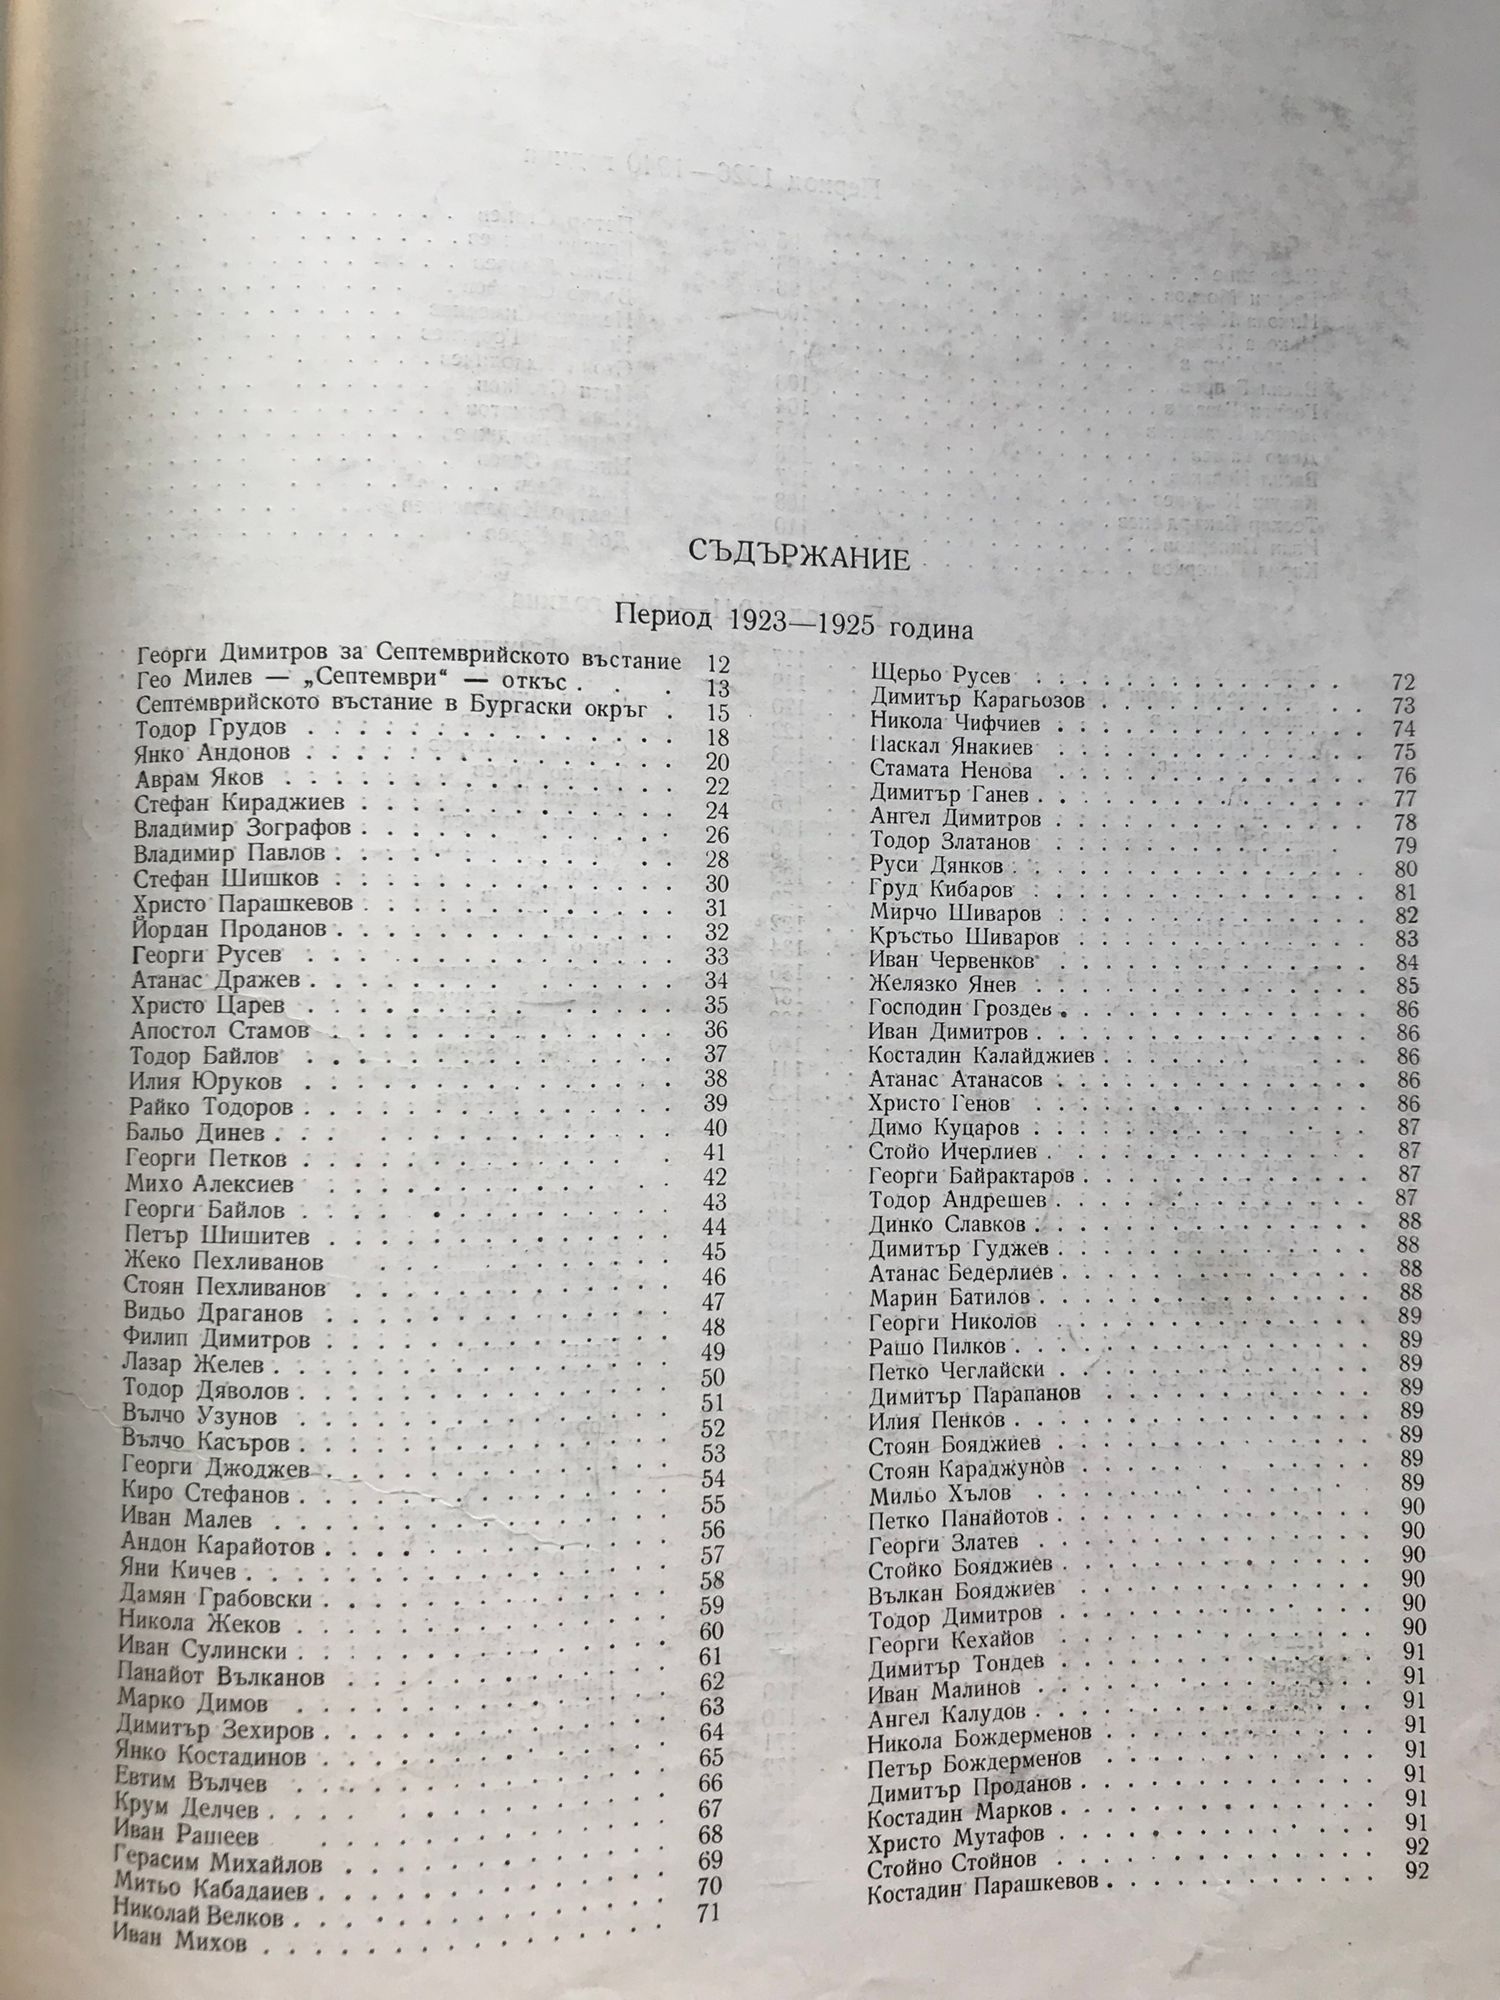 СЪДЪРЖАНИЕ
Период 1923—1925 година
Георги Димитров за Септемврийското въстание 12
Гео Милев — „Септември“ — откъс . . . 13
Септемврийското въстание в Бургаски окръг . 15
Тодор Грудов 18
Янко Андонов 20
Аврам Яков 22
Стефан Кираджиев 24
Владимир Зографов 26
Владимир Павлов 28
Стефан Шишков 30
Христо Парашкевов 31
Йордан Проданов 32
Георги Русев 33
Атанас Дражев 34
Христо Царев 35
Апостол Стамов 36
Тодор Байлов 37
Илия Юруков 38
Райко Тодоров 39
Бальо Динев 40
Георги Петков 41
Михо Алексиев 42
Георги Байлов 43
Петър Шишитев 44
Жеко Пехливанов 45
Стоян Пехливанов 46
Видьо Драганов 47
Филип Димитров 48
Лазар Желев 49
Тодор Дяволов 50
Вълчо Узунов 51
Вълчо Касъров 52
Георги Джоджев 53
Киро Стефанов 54
Иван Малев 55
Андон Карайотов 56
Яни Кичев 57
Дамян Грабовски 58
Никола Жеков 59
Иван Сулински 60
Панайот Вълканов 61
Марко Димов 62
Димитър Зехиров 63
Янко Костадинов 64
Евтим Вълчев 65
Крум Делчев 66
Иван Рашеев 67
Герасим Михайлов 68
Митьо Кабадаиев 69
Николай Велков 70
Иван Михов 71
Щерьо Русев 72
Димитър Карагьозов 73
Никола Чифчиев 74
Паскал Янакиев 75
Стамата Ненова 76
Димитър Ганев 77
Ангел Димитров 78
Тодор Златанов 79
Руси Дянков 80
Груд Кибаров 81
Мирчо Шиваров 82
Кръстьо Шиваров 83
Иван Червенков 84
Желязко Янев 85
Господин Гроздев 86
Иван Димитров 86
Костадин Калайджиев 86
Атанас Атанасов 86
Христо Генов 86
Димо Куцаров 87
Стойо Ичерлиев 87
Георги Байрактаров 87
Тодор Андрешев 87
Динко Славков 88
Димитър Гуджев 88
Атанас Бедерлиев 88
Марин Батилов 88
Георги Николов 89
Рашо Пилков 89
Петко Чеглайски 89
Димитър Парапанов 89
Илия Пенков 89
Стоян Бояджиев 89
Стоян Караджунов 89
Мильо Хълов 89
Петко Панайотов 90
Георги Златев 90
Стойко Бояджиев 90
Вълкан Бояджиев 90
Тодор Димитров 90
Георги Кехайов 90
Димитър Тондев 91
Иван Малинов 91
Ангел Калудов 91
Никола Бождерменов 91
Петър Бождерменов 91
Димитър Проданов 91
Костадин Марков 91
Христо Мутафов 91
Стойно Стойнов 92
Костадин Парашкевов 92